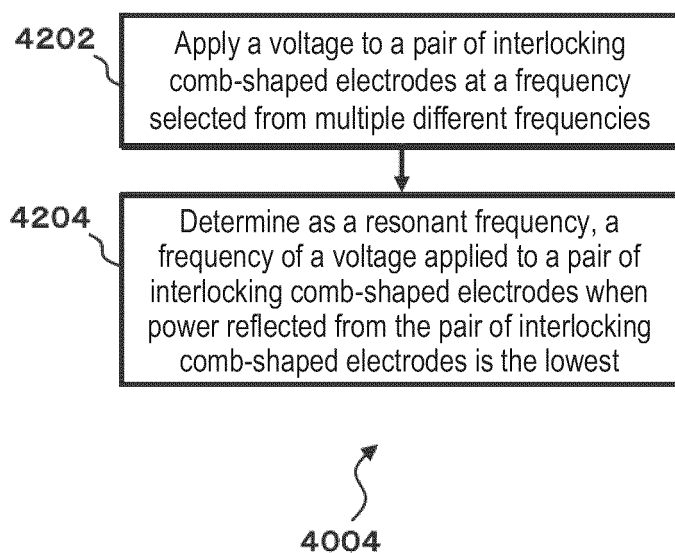 4202
Apply a voltage to a pair of interlocking
comb-shaped electrodes at a frequency
selected from multiple different frequencies
4204
Determine as a resonant frequency, a
frequency of a voltage applied to a pair of
interlocking comb-shaped electrodes when
power reflected from the pair of interlocking
comb-shaped electrodes is the lowest
4004